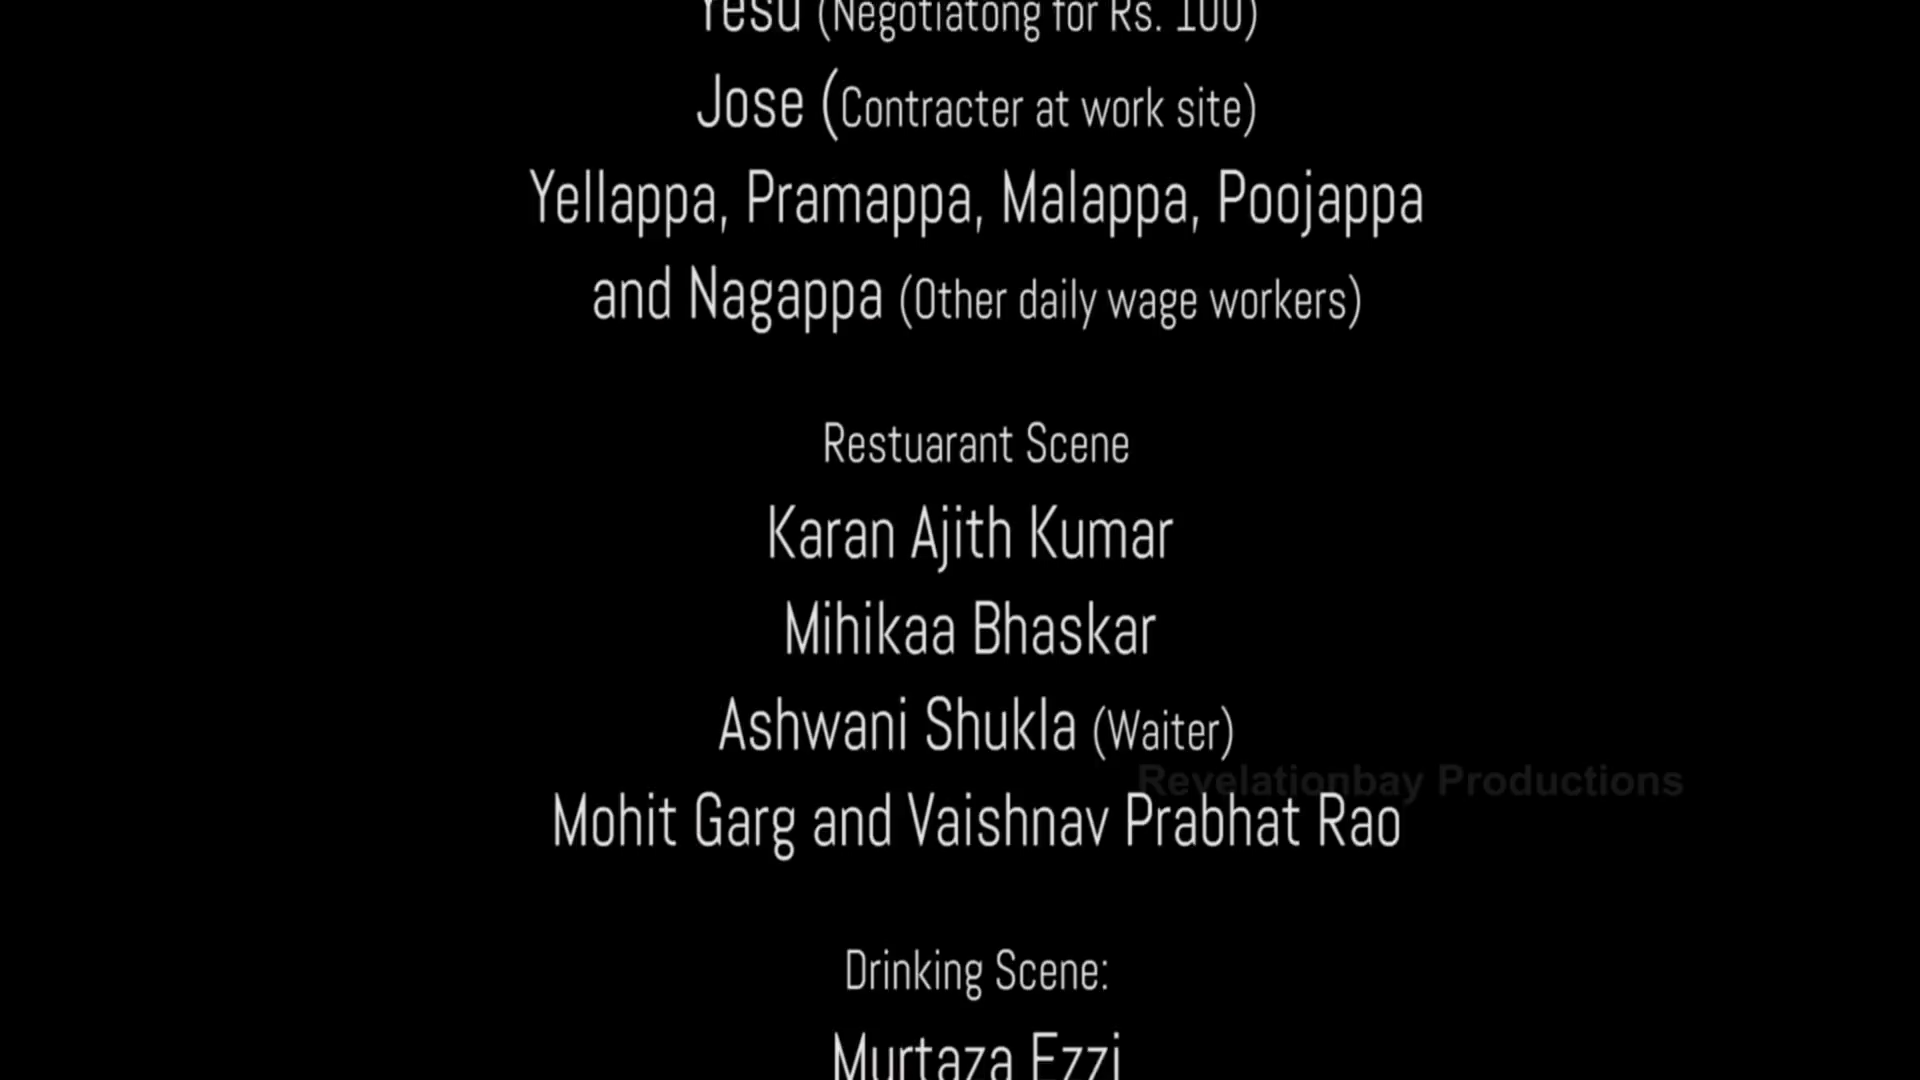 Yesu (Negotiatong for Rs. 100)
Jose (Contracter at work site)
Yellappa, Pramappa, Malappa, Poojappa
and Nagappa (Other daily wage workers)
Restuarant Scene
Karan Ajith Kumar
Mihikaa Bhaskar
Ashwani Shukla (Waiter)
Revelationbay Productions
Mohit Garg and Vaishnav Prabhat Rao
Drinking Scene:
Murtaza Ezzi